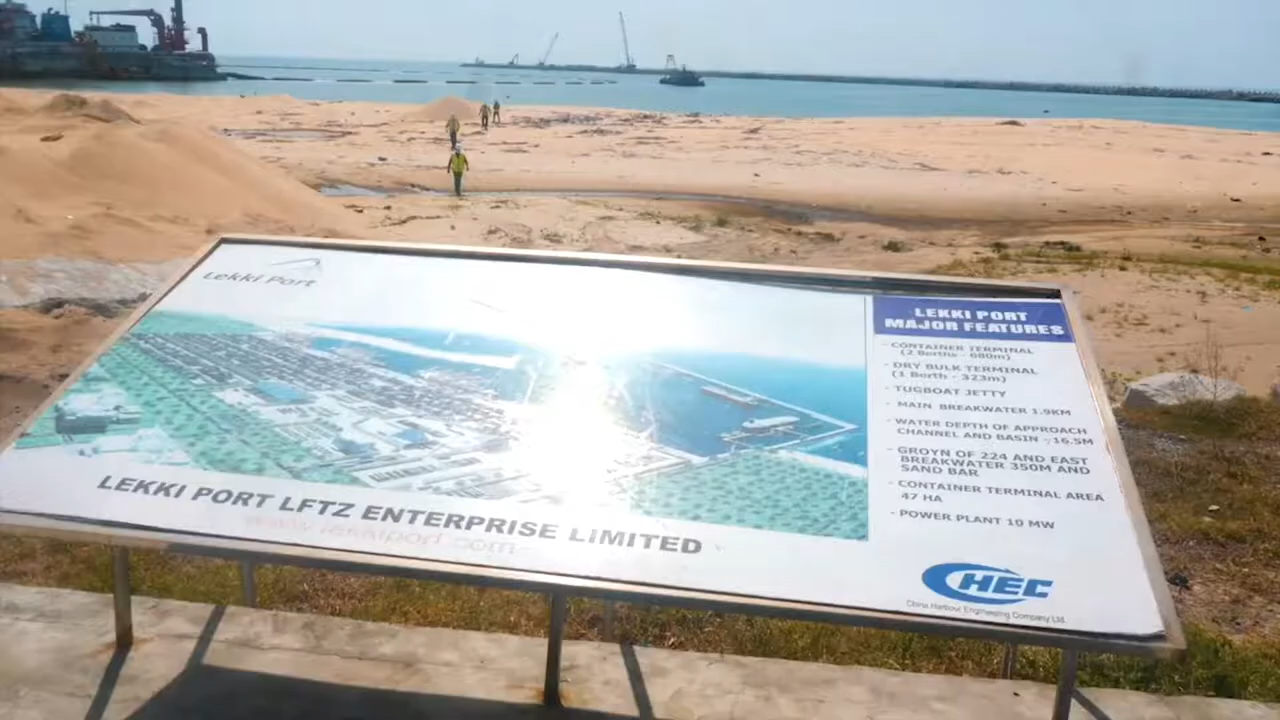 Lekki Port
LEKKI PORT
MAJOR FEATURES
- CONTAINER TERMINAL
(2 Berths - 680m)
- DRY BULK TERMINAL
(1 Berth - 323m)
- TUGBOAT JETTY
- MAIN BREAKWATER 1.9KM
- WATER DEPTH OF APPROACH
CHANNEL AND BASIN -16.5M
- GROYN OF 224 AND EAST
BREAKWATER 350M AND
SAND BAR
- CONTAINER TERMINAL AREA
47 HA
- POWER PLANT 10 MW
LEKKI PORT LFTZ ENTERPRISE LIMITED
www.lekkiport.com
CHEC
China Harbour Engineering Company Ltd.